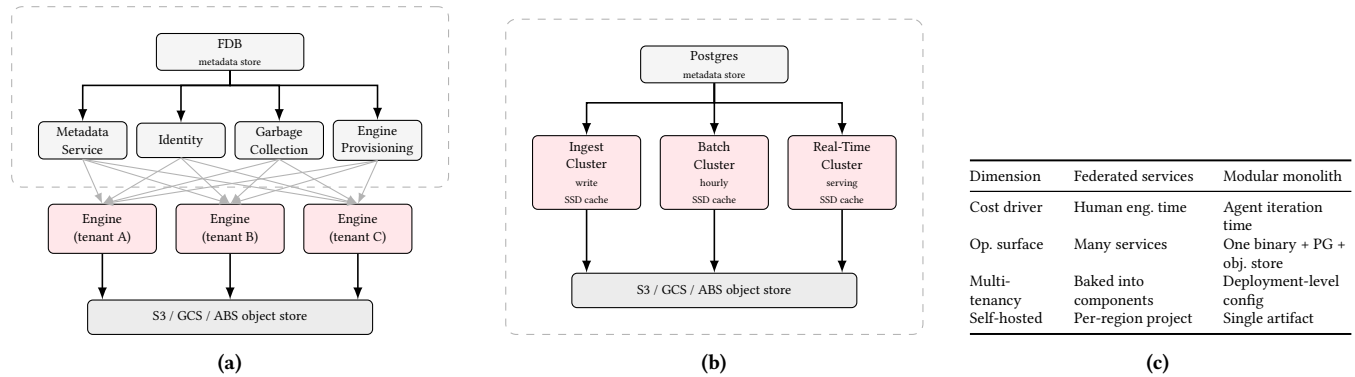 FDB
metadata store
Metadata
Service
Identity
Garbage
Collection
Engine
Provisioning
Engine
(tenant A)
Engine
(tenant B)
Engine
(tenant C)
S3 / GCS / ABS object store
(a)
Postgres
metadata store
Ingest
Cluster
write
SSD cache
Batch
Cluster
hourly
SSD cache
Real-Time
Cluster
serving
SSD cache
S3 / GCS / ABS object store
(b)
Dimension Federated services Modular monolith
Cost driver Human eng. time Agent iteration
time
Op. surface Many services One binary + PG +
obj. store
Multi- Baked into Deployment-level
tenancy components config
Self-hosted Per-region project Single artifact
(c)